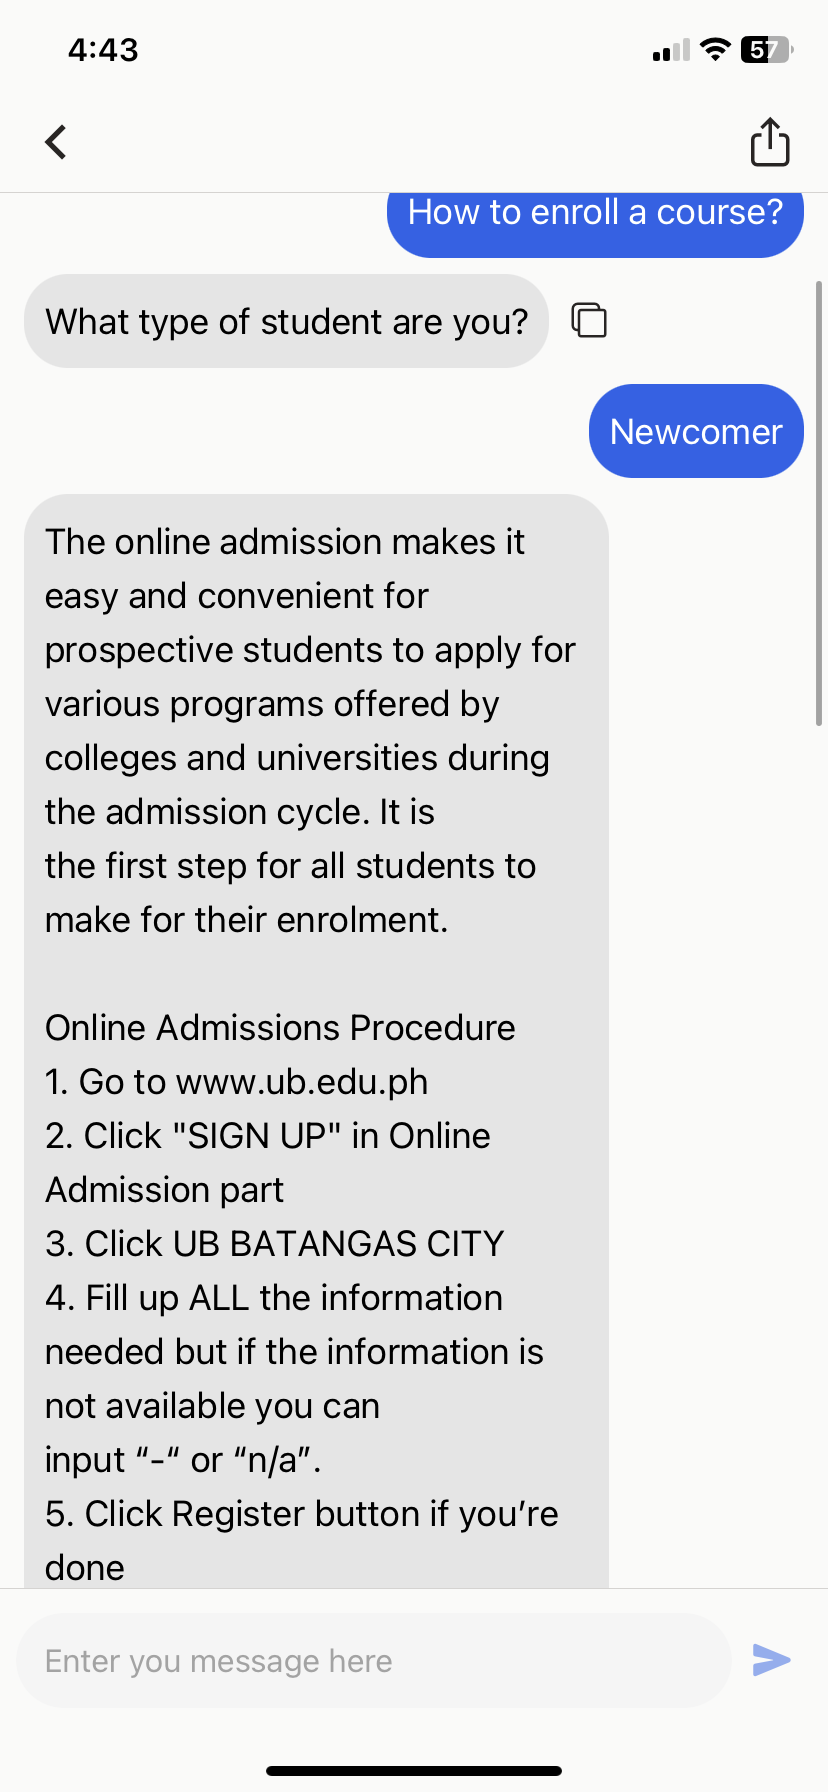 4:43
57
How to enroll a course?
What type of student are you?
Newcomer
The online admission makes it
easy and convenient for
prospective students to apply for
various programs offered by
colleges and universities during
the admission cycle. It is
the first step for all students to
make for their enrolment.
Online Admissions Procedure
1. Go to www.ub.edu.ph
2. Click "SIGN UP" in Online
Admission part
3. Click UB BATANGAS CITY
4. Fill up ALL the information
needed but if the information is
not available you can
input “-“ or “n/a”.
5. Click Register button if you’re
done
Enter you message here